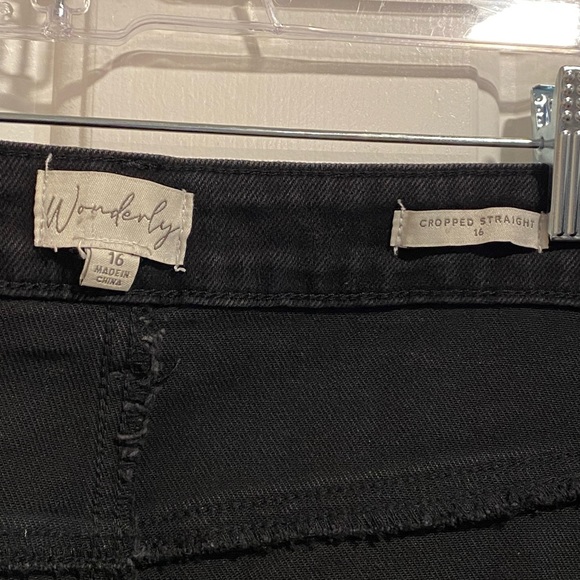 Wonderly
16
MADE IN
CHINA
CROPPED STRAIGHT
16